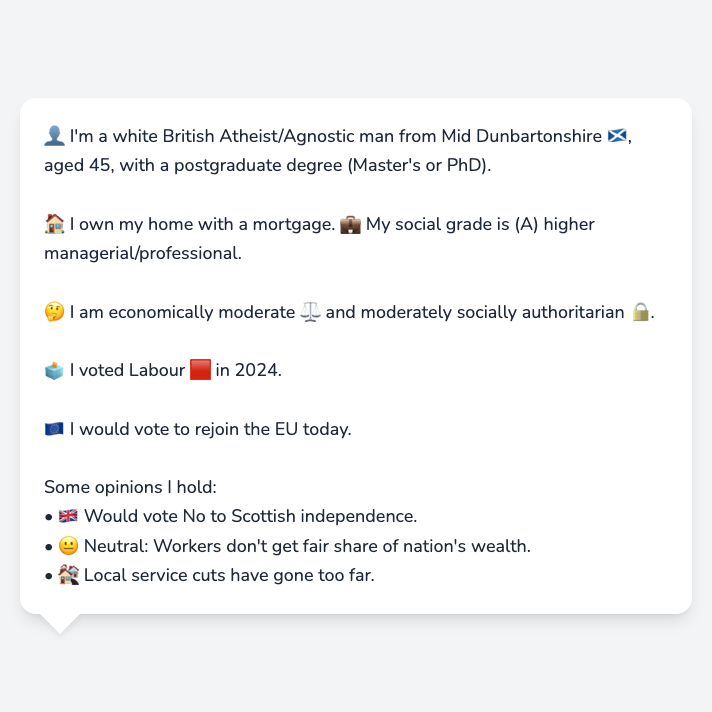 👤 I'm a white British Atheist/Agnostic man from Mid Dunbartonshire 🏴󠁧󠁢󠁳󠁣󠁴󠁿,
aged 45, with a postgraduate degree (Master's or PhD).
🏠 I own my home with a mortgage. 💼 My social grade is (A) higher
managerial/professional.
🤔 I am economically moderate ⚖️ and moderately socially authoritarian 🔒.
🗳️ I voted Labour 🟥 in 2024.
🇪🇺 I would vote to rejoin the EU today.
Some opinions I hold:
• 🇬🇧 Would vote No to Scottish independence.
• 😐 Neutral: Workers don't get fair share of nation's wealth.
• 🏚️ Local service cuts have gone too far.